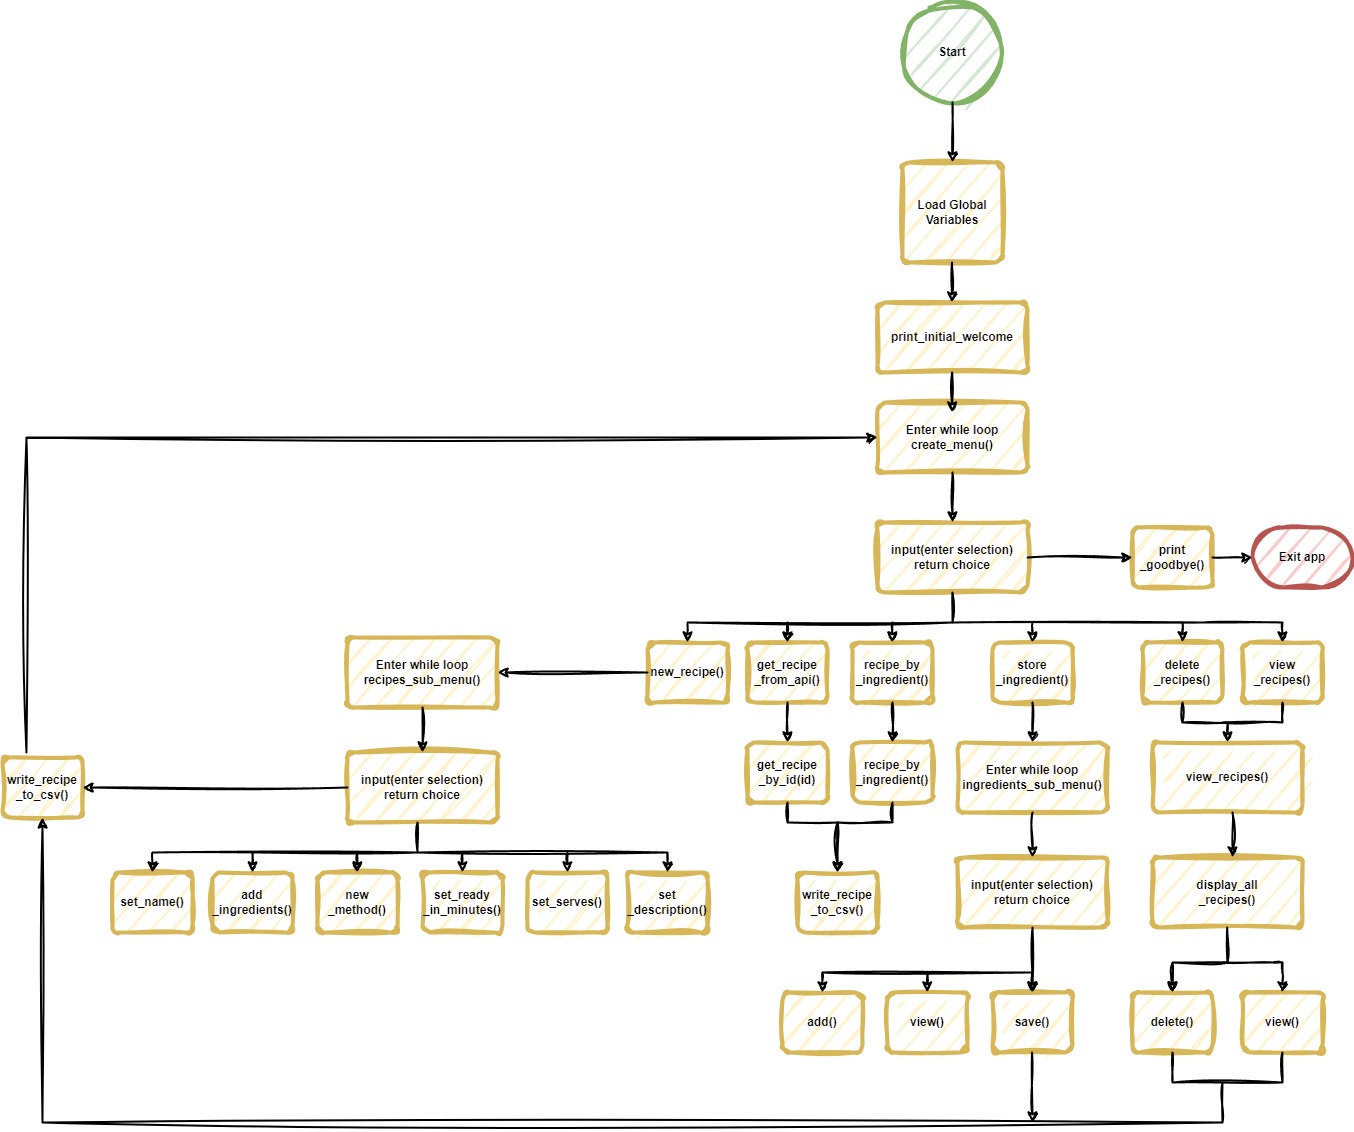 Start
Load Global
Variables
print_initial_welcome
Enter while loop
create_menu()
input(enter selection)
return choice
print
_goodbye()
Exit app
Enter while loop
recipes_sub_menu()
new_recipe()
get_recipe
_from_api()
recipe_by
_ingredient()
store
_ingredient()
delete
_recipes()
view
_recipes()
write_recipe
_to_csv()
input(enter selection)
return choice
get_recipe
_by_id(id)
recipe_by
_ingredient()
Enter while loop
ingredients_sub_menu()
view_recipes()
set_name()
add
_ingredients()
new
_method()
set_ready
_in_minutes()
set_serves()
set
_description()
write_recipe
_to_csv()
input(enter selection)
return choice
display_all
_recipes()
add()
view()
save()
delete()
view()